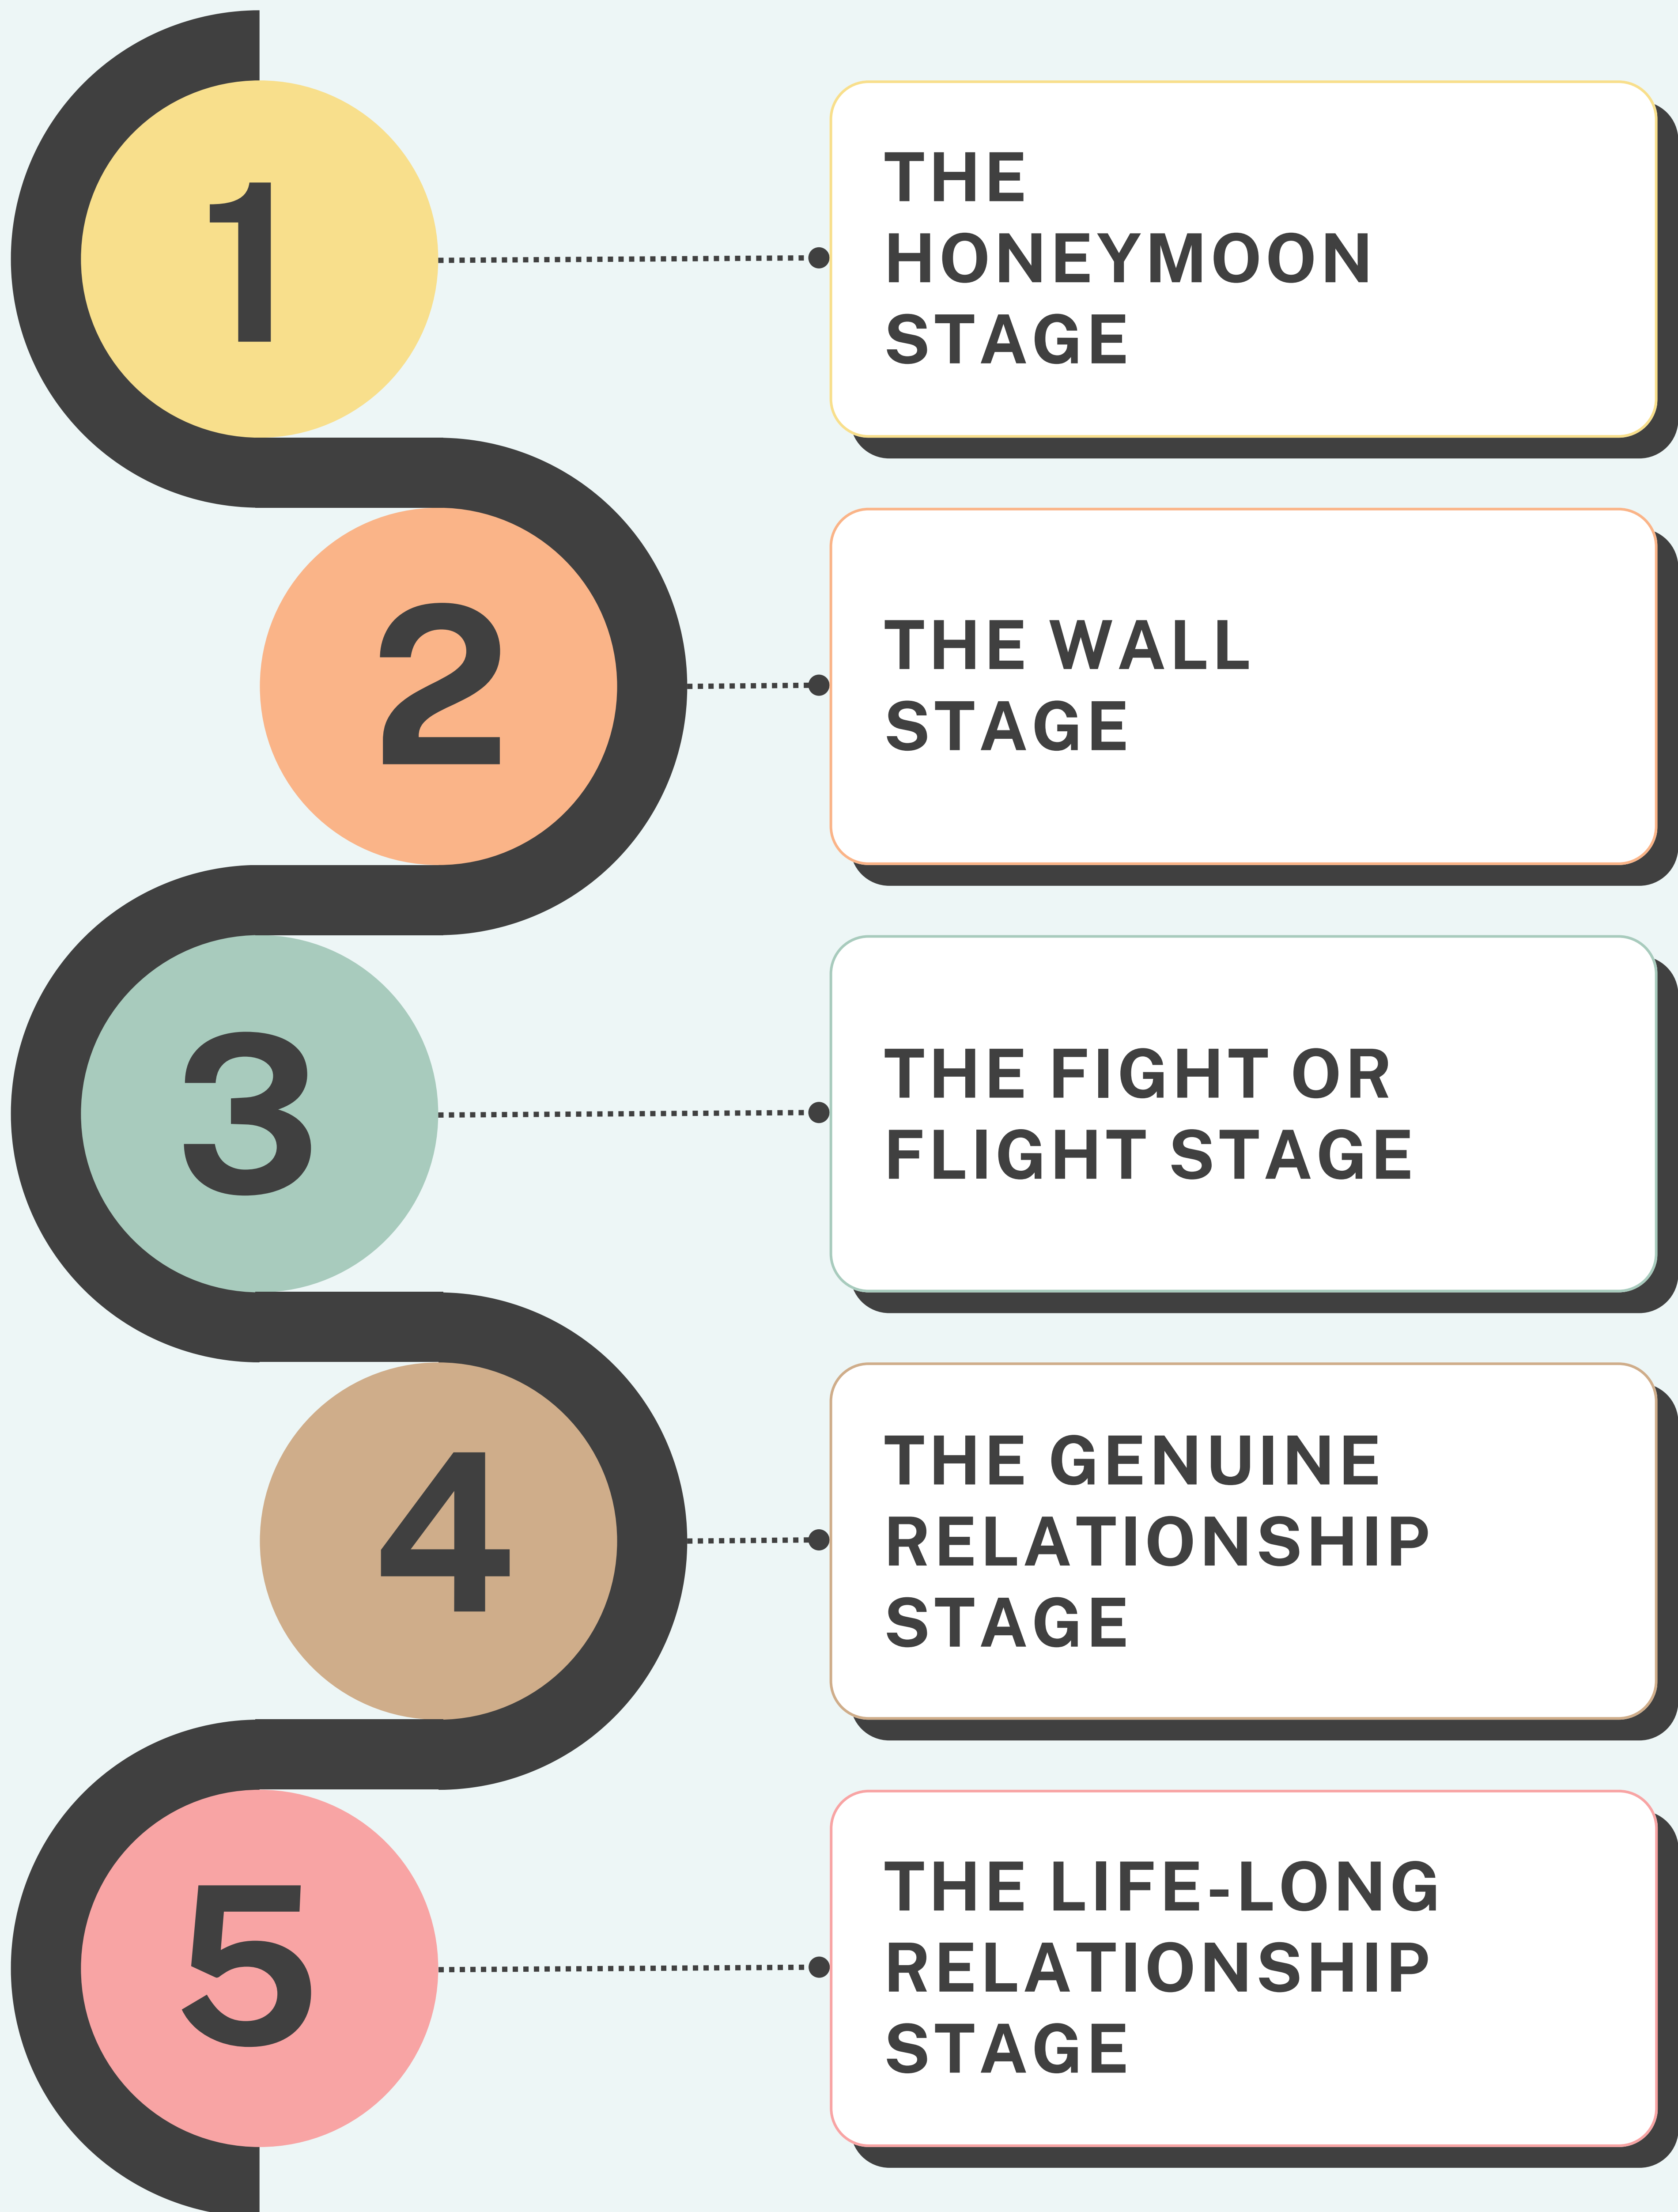 1
THE
HONEYMOON
STAGE
2
THE WALL
STAGE
3
THE FIGHT OR
FLIGHT STAGE
4
THE GENUINE
RELATIONSHIP
STAGE
5
THE LIFE-LONG
RELATIONSHIP
STAGE